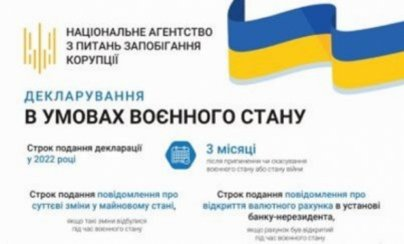 НАЦІОНАЛЬНЕ АГЕНТСТВО
З ПИТАНЬ ЗАПОБІГАННЯ
КОРУПЦІЇ
ДЕКЛАРУВАННЯ
В УМОВАХ ВОЄННОГО СТАНУ
Строк подання декларації
у 2022 році
3 місяці
після припинення чи скасування
воєнного стану або стану війни
Строк подання повідомлення про
суттєві зміни у майновому стані,
якщо такі зміни відбулися
під час воєнного стану
Строк подання повідомлення про
відкриття валютного рахунка в установі
банку-нерезидента,
якщо рахунок був відкритий
під час воєнного стану